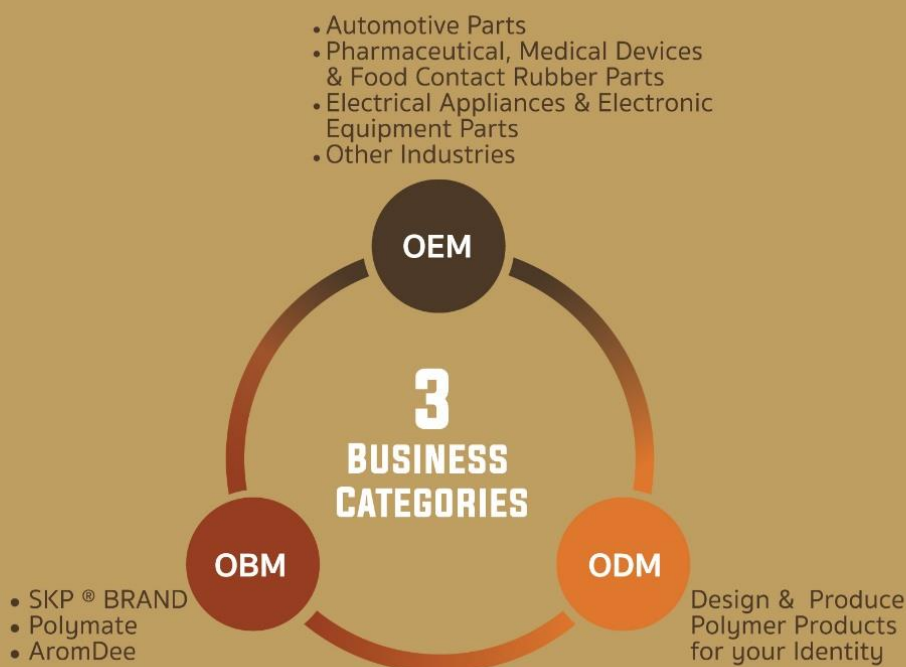 • Automotive Parts
• Pharmaceutical, Medical Devices
& Food Contact Rubber Parts
• Electrical Appliances & Electronic
Equipment Parts
• Other Industries
OEM
3
BUSINESS
CATEGORIES
OBM
ODM
• SKP ® BRAND
• Polymate
• AromDee
Design & Produce
Polymer Products
for your Identity